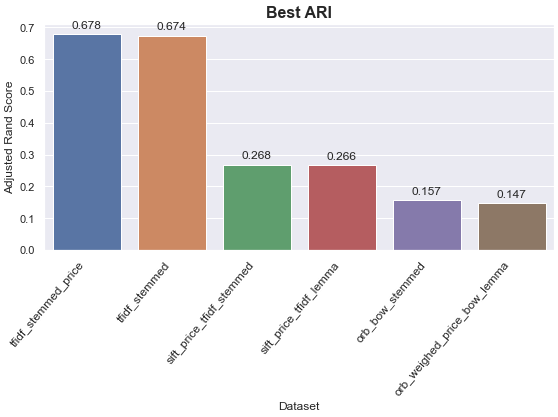 Best ARI
Adjusted Rand Score
0.7
0.6
0.5
0.4
0.3
0.2
0.1
0.0
0.678
0.674
0.268
0.266
0.157
0.147
tfidf_stemmed_price
tfidf_stemmed
sift_price_tfidf_stemmed
sift_price_tfidf_lemma
orb_bow_stemmed
orb_weighed_price_bow_lemma
Dataset